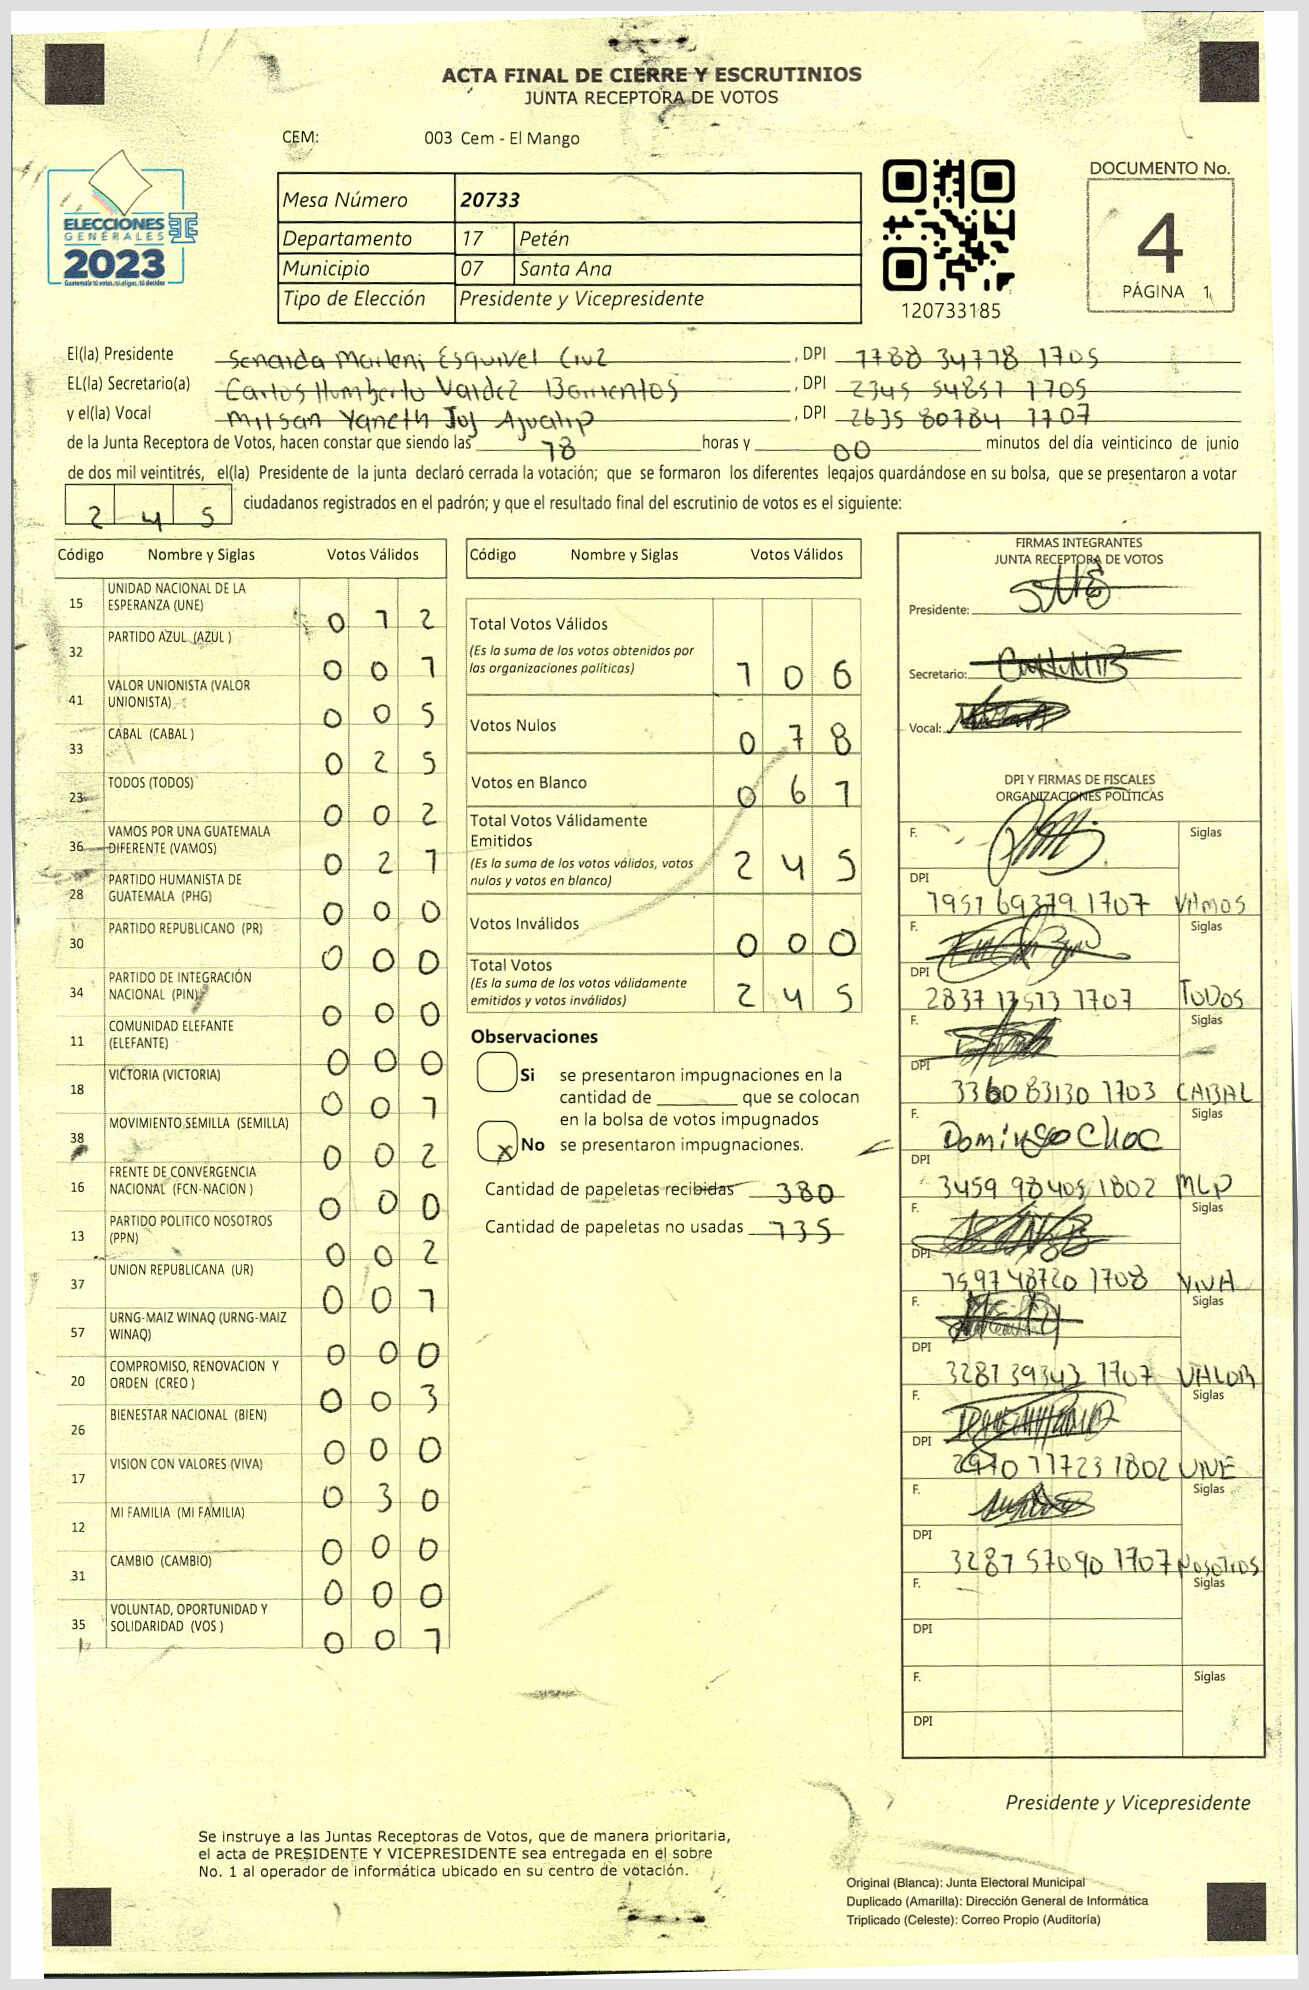 ACTA FINAL DE CIERRE Y ESCRUTINIOS
JUNTA RECEPTORA DE VOTOS
CEM: 003 Cem - El Mango
ELECCIONES
GENERALES
2023
Guatemala tú votas, tú eliges, tú decides
Mesa Número 20733
Departamento 17 Petén
Municipio 07 Santa Ana
Tipo de Elección Presidente y Vicepresidente
120733185
DOCUMENTO No.
4
PÁGINA 1
El(la) Presidente Senaida Marleni Esquivel Cruz, DPI 1788 34778 1705
EL(la) Secretario(a) Carlos Humberto Valdez Barrientos, DPI 2345 54857 1705
y el(la) Vocal Yaneth, DPI 2635 80784 1707
de la Junta Receptora de Votos, hacen constar que siendo las 18 horas y 00 minutos del día veinticinco de junio
de dos mil veintitrés, el(la) Presidente de la junta declaró cerrada la votación; que se formaron los diferentes legajos quardándose en su bolsa, que se presentaron a votar
2 4 5 ciudadanos registrados en el padrón; y que el resultado final del escrutinio de votos es el siguiente:
Código Nombre y Siglas Votos Válidos
15 UNIDAD NACIONAL DE LA ESPERANZA (UNE) 0 1 2
32 PARTIDO AZUL (AZUL ) 0 0 1
41 VALOR UNIONISTA (VALOR UNIONISTA) 0 0 5
33 CABAL (CABAL ) 0 2 5
23 TODOS (TODOS) 0 0 2
36 VAMOS POR UNA GUATEMALA DIFERENTE (VAMOS) 0 2 1
28 PARTIDO HUMANISTA DE GUATEMALA (PHG) 0 0 0
30 PARTIDO REPUBLICANO (PR) 0 0 0
34 PARTIDO DE INTEGRACIÓN NACIONAL (PIN) 0 0 0
11 COMUNIDAD ELEFANTE (ELEFANTE) 0 0 0
18 VICTORIA (VICTORIA) 0 0 1
38 MOVIMIENTO SEMILLA (SEMILLA) 0 0 2
16 FRENTE DE CONVERGENCIA NACIONAL (FCN-NACION ) 0 0 0
13 PARTIDO POLITICO NOSOTROS (PPN) 0 0 2
37 UNION REPUBLICANA (UR) 0 0 1
57 URNG-MAIZ WINAQ (URNG-MAIZ WINAQ) 0 0 0
20 COMPROMISO, RENOVACION Y ORDEN (CREO ) 0 0 3
26 BIENESTAR NACIONAL (BIEN) 0 0 0
17 VISION CON VALORES (VIVA) 0 3 0
12 MI FAMILIA (MI FAMILIA) 0 0 0
31 CAMBIO (CAMBIO) 0 0 0
35 VOLUNTAD, OPORTUNIDAD Y SOLIDARIDAD (VOS ) 0 0 1
Código Nombre y Siglas Votos Válidos
Total Votos Válidos
(Es la suma de los votos obtenidos por
las organizaciones políticas) 1 0 6
Votos Nulos 0 7 8
Votos en Blanco 0 6 1
Total Votos Válidamente
Emitidos
(Es la suma de los votos válidos, votos
nulos y votos en blanco) 2 4 5
Votos Inválidos 0 0 0
Total Votos
(Es la suma de los votos válidamente
emitidos y votos inválidos) 2 4 5
Observaciones
Si se presentaron impugnaciones en la
cantidad de ________ que se colocan
en la bolsa de votos impugnados
x No se presentaron impugnaciones.
Cantidad de papeletas recibidas 380
Cantidad de papeletas no usadas 135
FIRMAS INTEGRANTES
JUNTA RECEPTORA DE VOTOS
Presidente:
Secretario:
Vocal:
DPI Y FIRMAS DE FISCALES
ORGANIZACIONES POLÍTICAS
F. Siglas
DPI 1957 69379 1707 VAMOS
F. Siglas
DPI 2837 17573 1707 TODOS
F. Siglas
DPI 3360 83130 1703 CABAL
F. Domingo Choc Siglas
DPI 3459 98405 1802 MLP
F. Siglas
DPI 1597 48720 1708 VIVA
F. Siglas
DPI 3287 39343 1707 VALOR
F. Siglas
DPI 2970 17723 1802 UNE
F. Siglas
DPI 3287 57090 1707 NOSOTROS
F. Siglas
DPI
F. Siglas
DPI
Presidente y Vicepresidente
Se instruye a las Juntas Receptoras de Votos, que de manera prioritaria,
el acta de PRESIDENTE Y VICEPRESIDENTE sea entregada en el sobre
No. 1 al operador de informática ubicado en su centro de votación.
Original (Blanca): Junta Electoral Municipal
Duplicado (Amarilla): Dirección General de Informática
Triplicado (Celeste): Correo Propio (Auditoría)